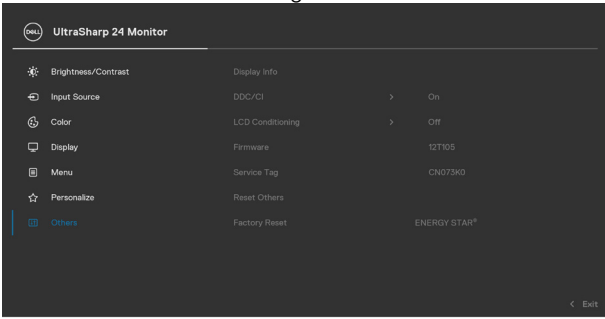 DELL UltraSharp 24 Monitor
Brightness/Contrast Display Info
Input Source DDC/CI > On
Color LCD Conditioning > Off
Display Firmware 12T105
Menu Service Tag CN073K0
Personalize Reset Others
Others Factory Reset ENERGY STAR®
< Exit